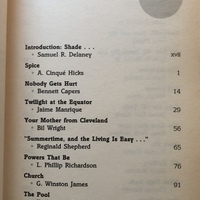 Introduction: Shade . . .
• Samuel R. Delaney xvii
Spice
• A. Cinqué Hicks 1
Nobody Gets Hurt
• Bennett Capers 14
Twilight at the Equator
• Jaime Manrique 29
Your Mother from Cleveland
• Bil Wright 56
"Summertime, and the Living Is Easy . . ."
• Reginald Shepherd 65
Powers That Be
• L. Phillip Richardson 76
Church
• G. Winston James 91
The Pool